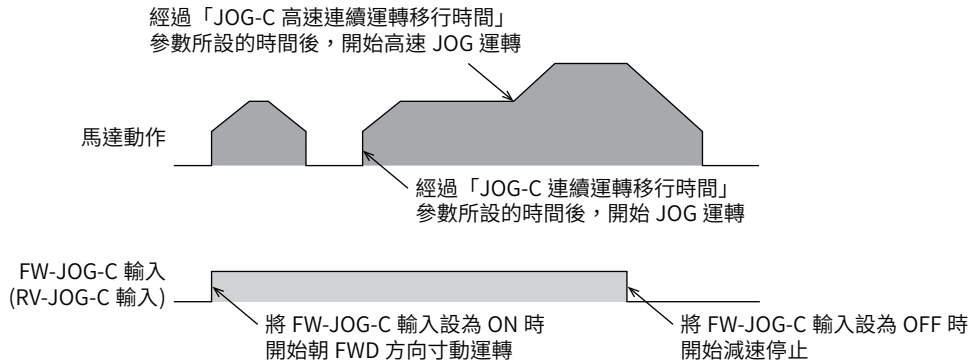 經過「JOG-C 高速連續運轉移行時間」
參數所設的時間後，開始高速 JOG 運轉
馬達動作
經過「JOG-C 連續運轉移行時間」
參數所設的時間後，開始 JOG 運轉
FW-JOG-C 輸入
(RV-JOG-C 輸入)
將 FW-JOG-C 輸入設為 ON 時
開始朝 FWD 方向寸動運轉
將 FW-JOG-C 輸入設為 OFF 時
開始減速停止